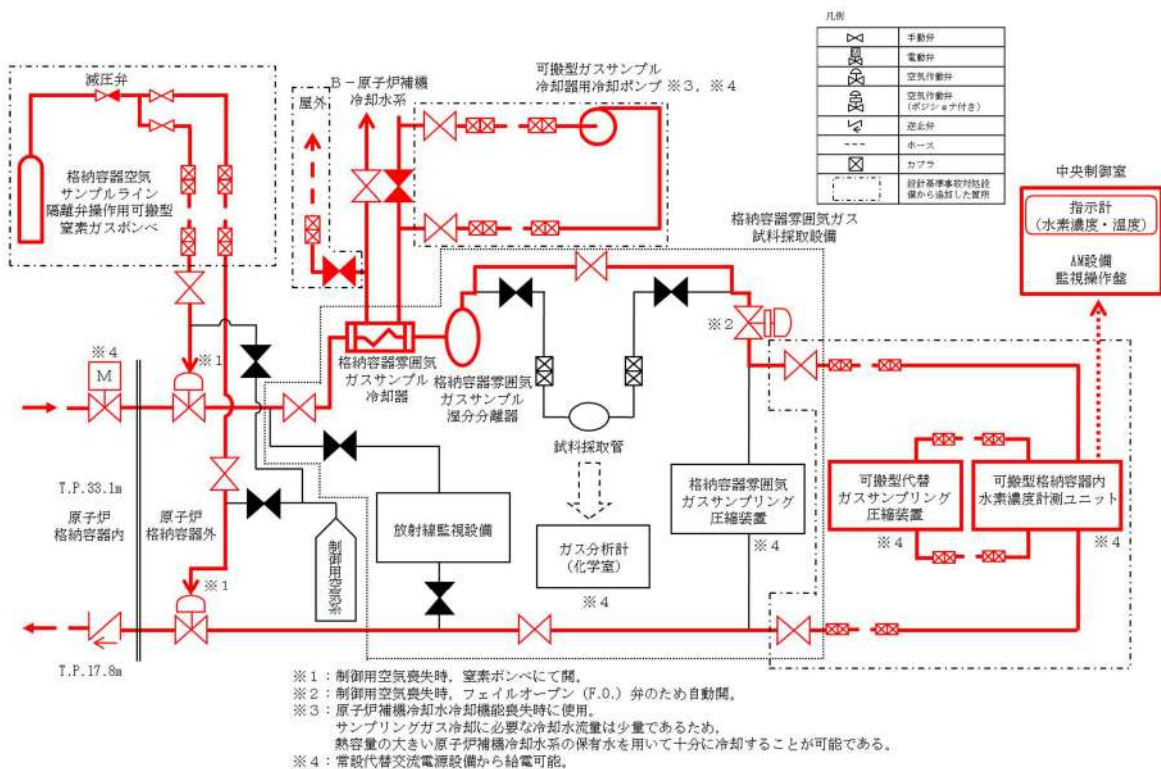 凡例
手動弁
電動弁
空気作動弁
空気作動弁
(ポジショナ付き)
逆止弁
ホース
カプラ
設計基準事故対処設
備から追加した箇所
減圧弁
格納容器空気
サンプルライン
隔離弁操作用可搬型
窒素ガスボンベ
屋外
B-原子炉補機
冷却水系
可搬型ガスサンプル
冷却器用冷却ポンプ ※3,※4
格納容器雰囲気ガス
試料採取設備
中央制御室
指示計
(水素濃度・温度)
AM設備
監視操作盤
※4
M
※1
※2
格納容器雰囲気
ガスサンプル
冷却器
格納容器雰囲気
ガスサンプル
湿分分離器
試料採取管
T.P.33.1m
原子炉
格納容器内
原子炉
格納容器外
制御用空気系
放射線監視設備
ガス分析計
(化学室)
※4
格納容器雰囲気
ガスサンプリング
圧縮装置
※4
可搬型代替
ガスサンプリング
圧縮装置
※4
可搬型格納容器内
水素濃度計測ユニット
※4
※1
T.P.17.8m
※1:制御用空気喪失時,窒素ボンベにて開。
※2:制御用空気喪失時,フェイルオープン(F.O.)弁のため自動開。
※3:原子炉補機冷却水冷却機能喪失時に使用。
サンプリングガス冷却に必要な冷却水流量は少量であるため,
熱容量の大きい原子炉補機冷却水系の保有水を用いて十分に冷却することが可能である。
※4:常設代替交流電源設備から給電可能。